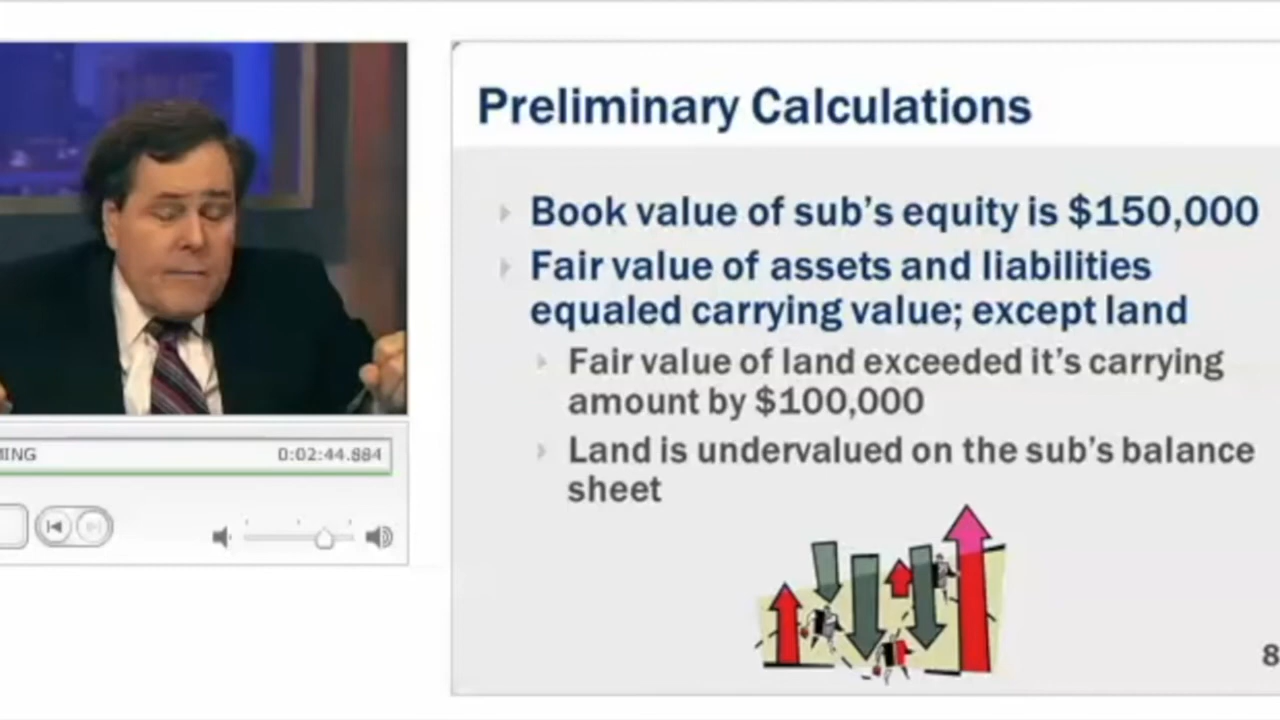 Preliminary Calculations
Book value of sub's equity is $150,000
Fair value of assets and liabilities
equaled carrying value; except land
Fair value of land exceeded it's carrying
amount by $100,000
Land is undervalued on the sub's balance
sheet
MING 0:02:44.884
8